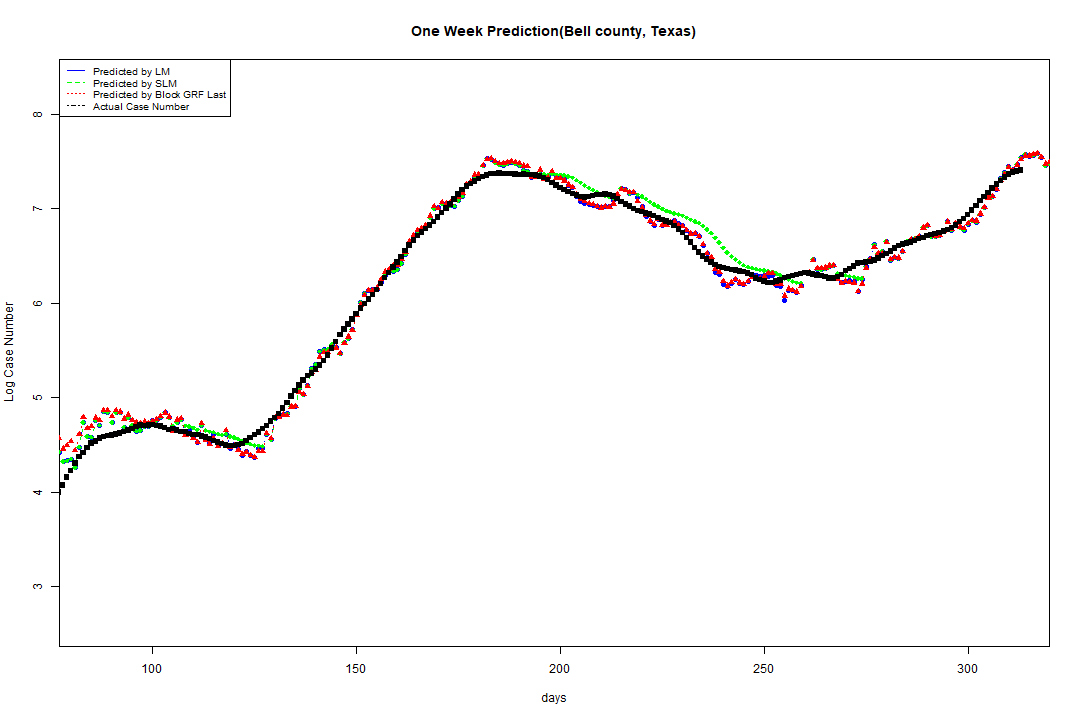 One Week Prediction(Bell county, Texas)
Predicted by LM
Predicted by SLM
Predicted by Block GRF Last
Actual Case Number
Log Case Number
8
7
6
5
4
3
100 150 200 250 300
days